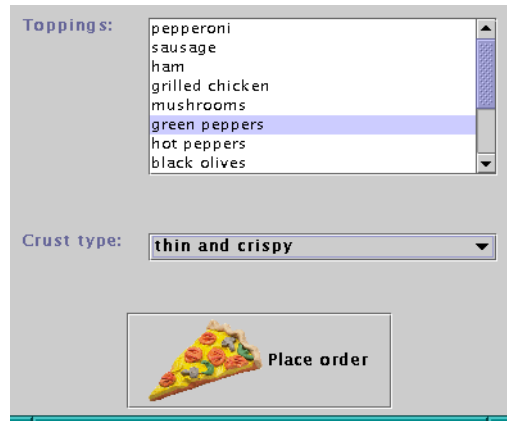 Toppings:
pepperoni
sausage
ham
grilled chicken
mushrooms
green peppers
hot peppers
black olives
Crust type:
thin and crispy
Place order